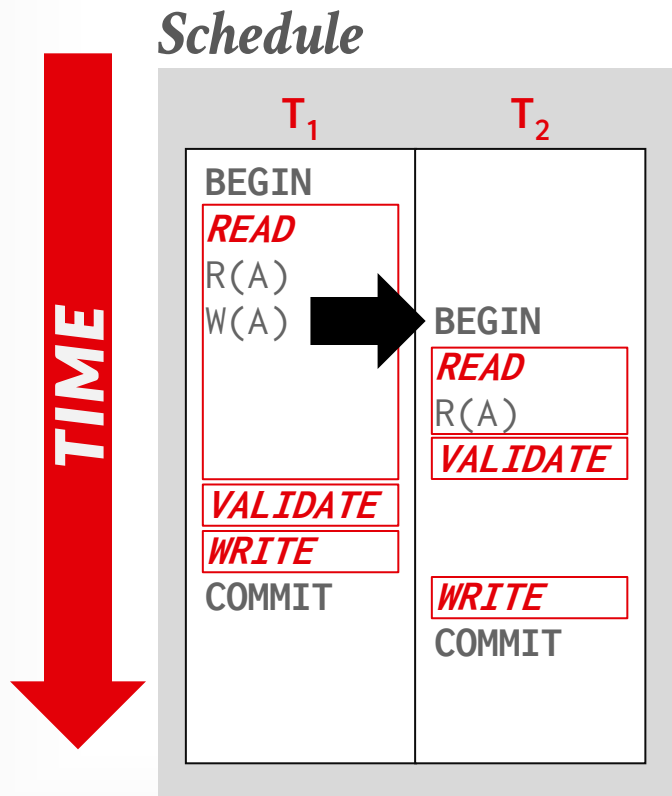 Schedule
TIME
T1 T2
BEGIN
READ
R(A)
W(A) BEGIN
READ
R(A)
VALIDATE
VALIDATE
WRITE
COMMIT WRITE
COMMIT